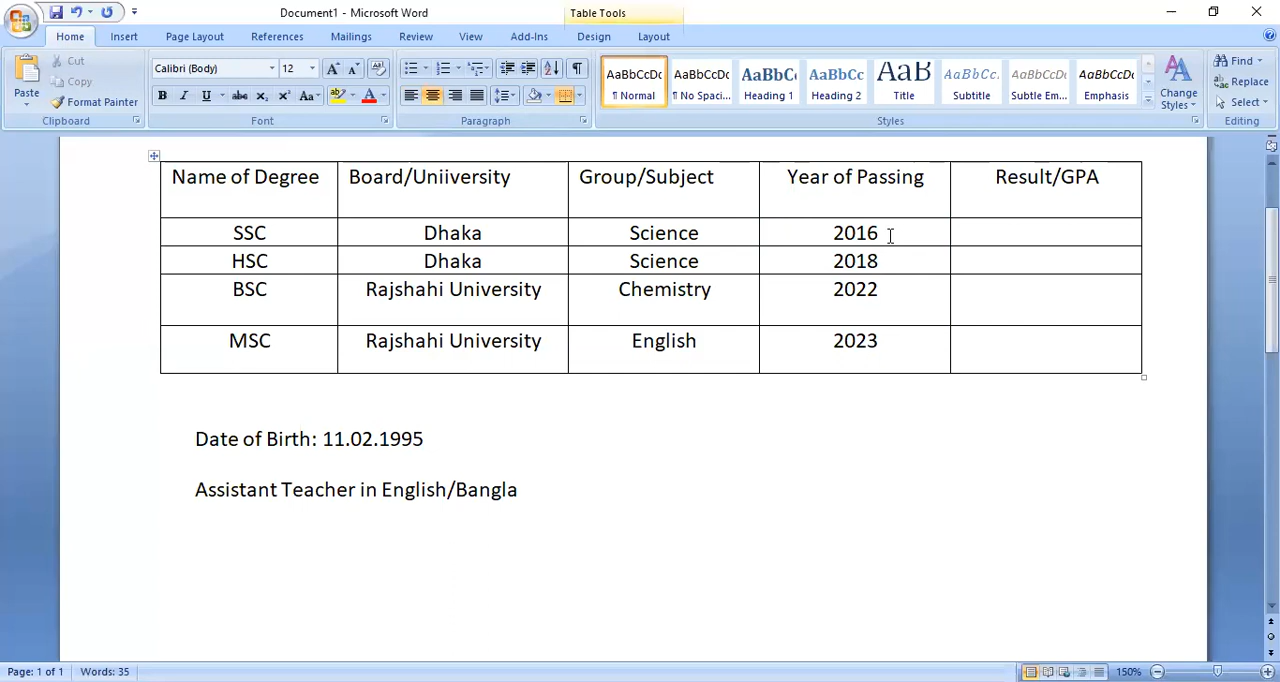 Document1 - Microsoft Word
Table Tools
Home Insert Page Layout References Mailings Review View Add-Ins Design Layout
Paste
Cut
Copy
Format Painter
Clipboard
Calibri (Body) 12
Font
Paragraph
AaBbCcDc AaBbCcDc AaBbC AaBbCc AaB AaBbCc. AaBbCcDc AaBbCcDc
¶ Normal ¶ No Spaci... Heading 1 Heading 2 Title Subtitle Subtle Em... Emphasis
Change Styles
Styles
Find
Replace
Select
Editing
Name of Degree Board/Uniiversity Group/Subject Year of Passing Result/GPA
SSC Dhaka Science 2016
HSC Dhaka Science 2018
BSC Rajshahi University Chemistry 2022
MSC Rajshahi University English 2023
Date of Birth: 11.02.1995
Assistant Teacher in English/Bangla
Page: 1 of 1 Words: 35 150%